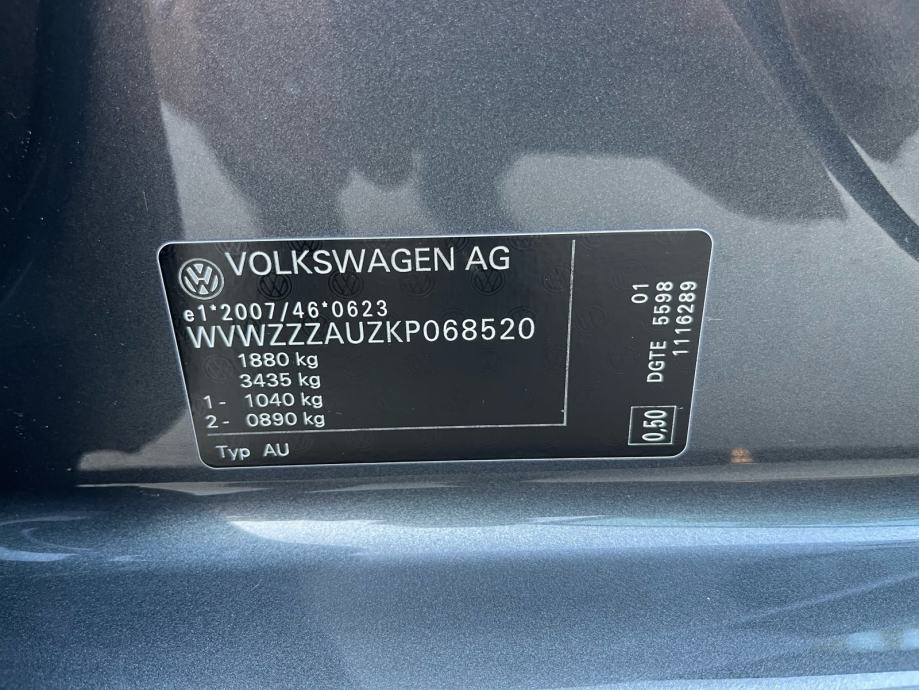 VOLKSWAGEN AG
e1*2007/46*0623
WVWZZZAUZKP068520
1880 kg
3435 kg
1 - 1040 kg
2 - 0890 kg
Typ AU
01
DGTE 5598
1116289
0,50